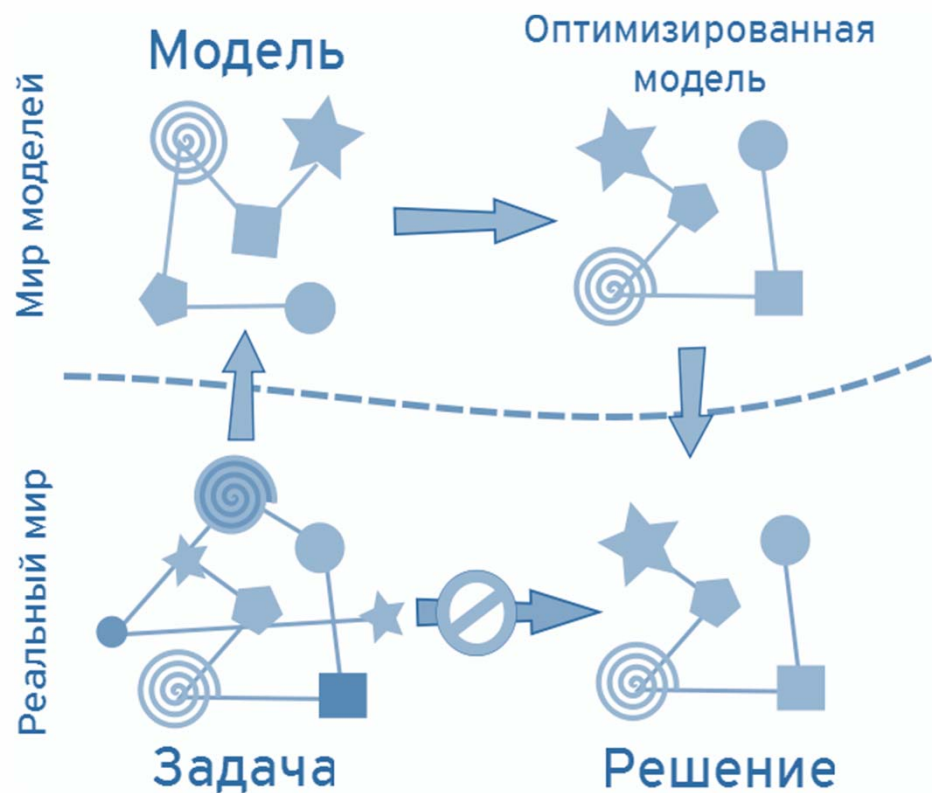 Модель
Оптимизированная
модель
Мир моделей
Реальный мир
Задача
Решение